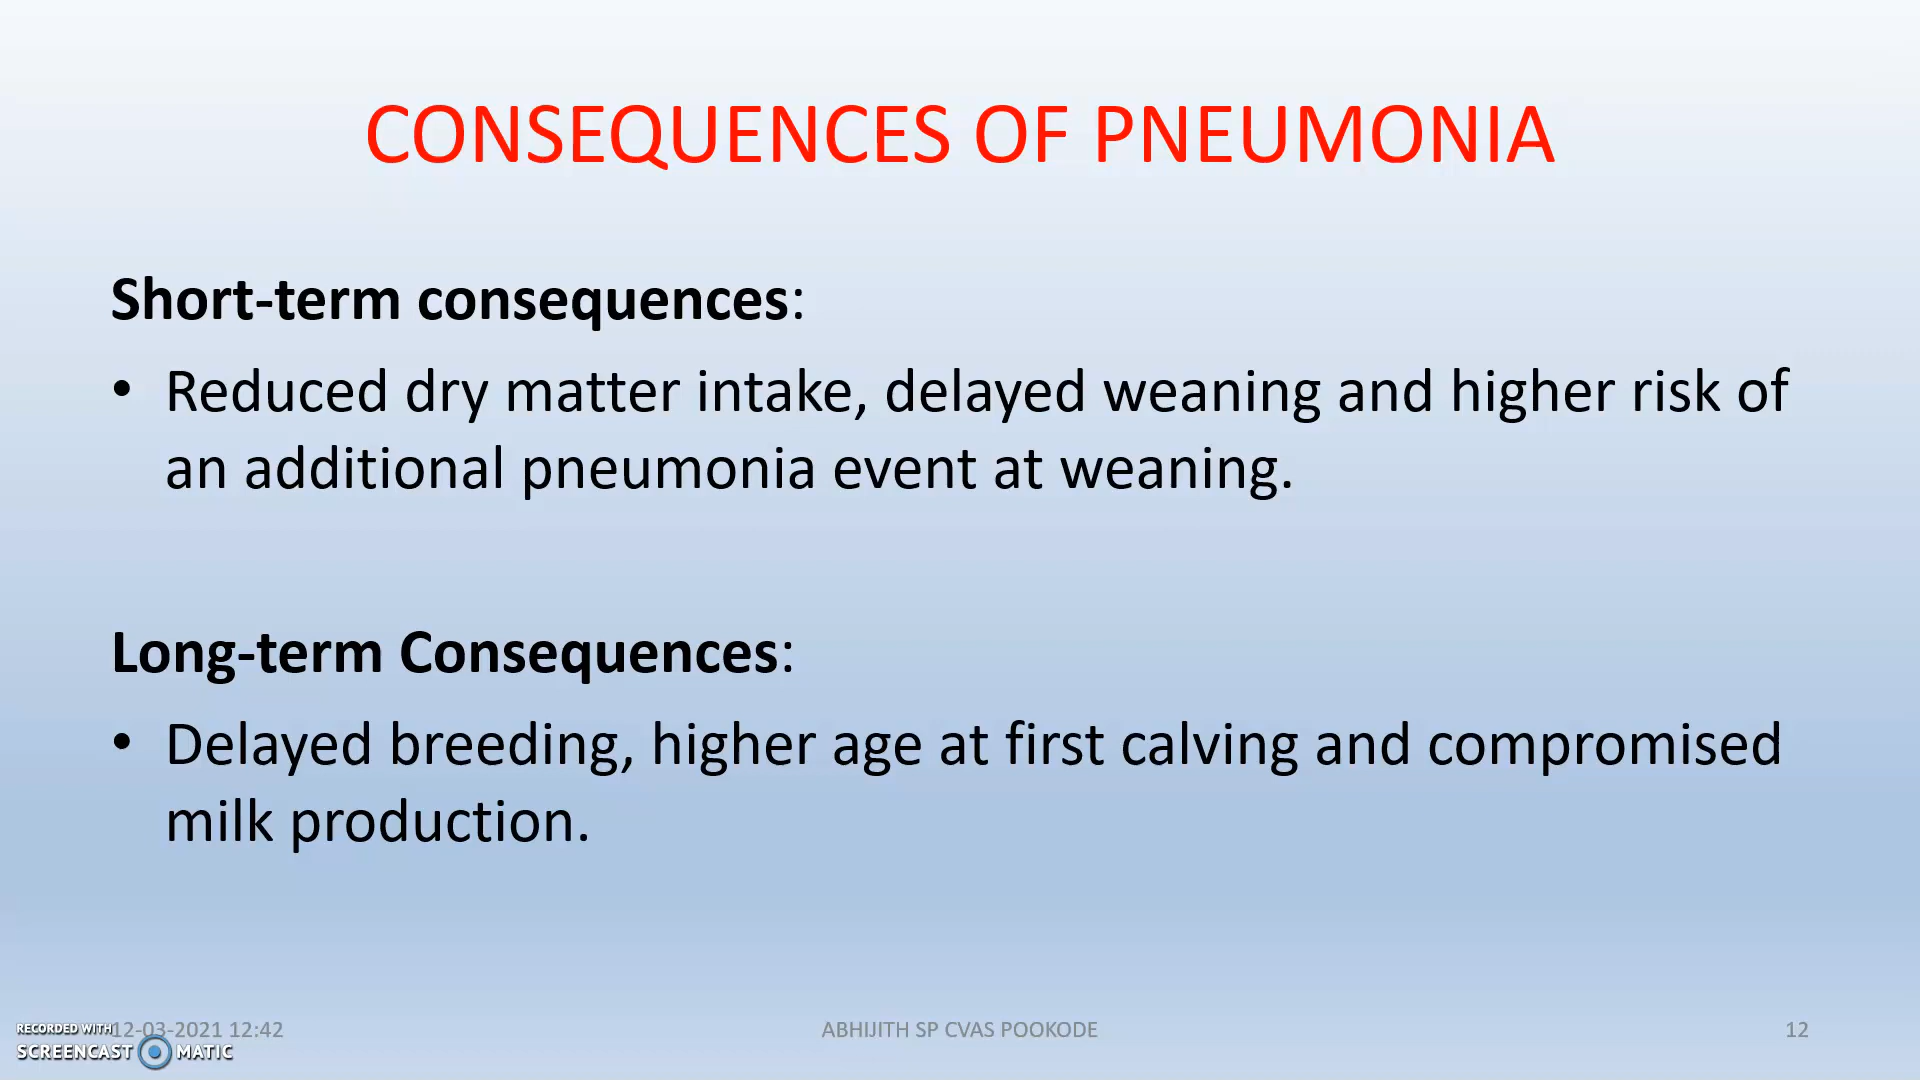 CONSEQUENCES OF PNEUMONIA
Short-term consequences:
• Reduced dry matter intake, delayed weaning and higher risk of
an additional pneumonia event at weaning.
Long-term Consequences:
• Delayed breeding, higher age at first calving and compromised
milk production.
RECORDED WITH
12-03-2021 12:42
SCREENCAST MATIC
ABHIJITH SP CVAS POOKODE
12